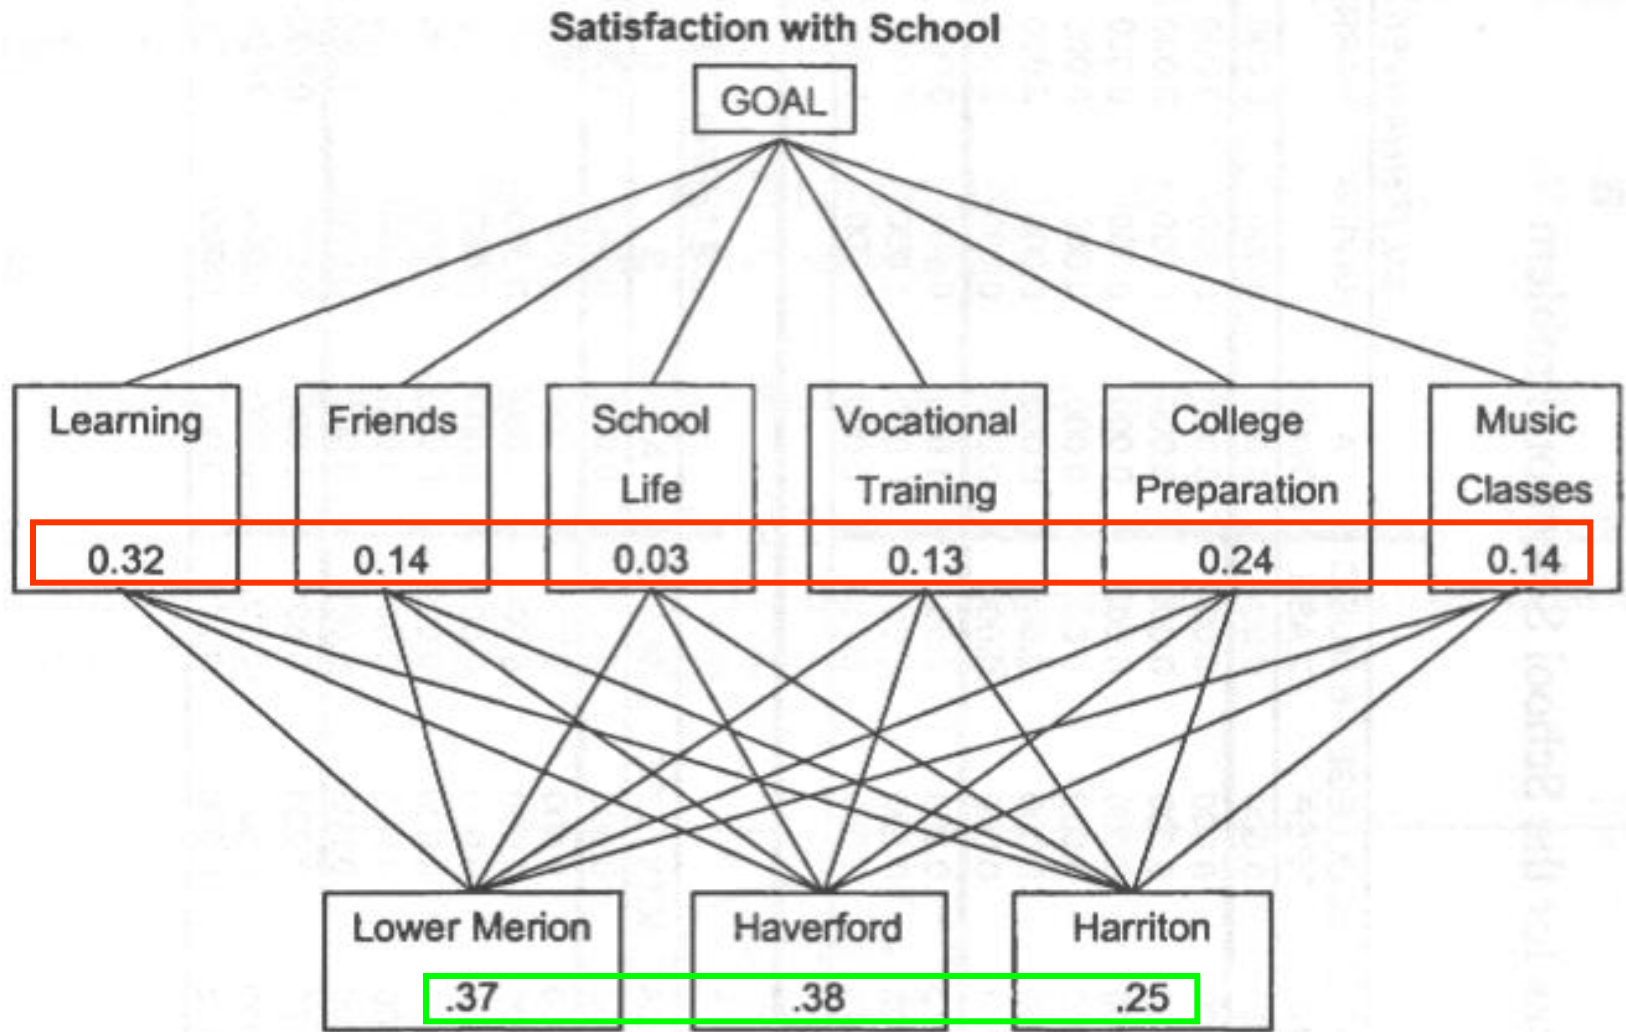 Satisfaction with School
GOAL
Learning
0.32
Friends
0.14
School
Life
0.03
Vocational
Training
0.13
College
Preparation
0.24
Music
Classes
0.14
Lower Merion
.37
Haverford
.38
Harriton
.25